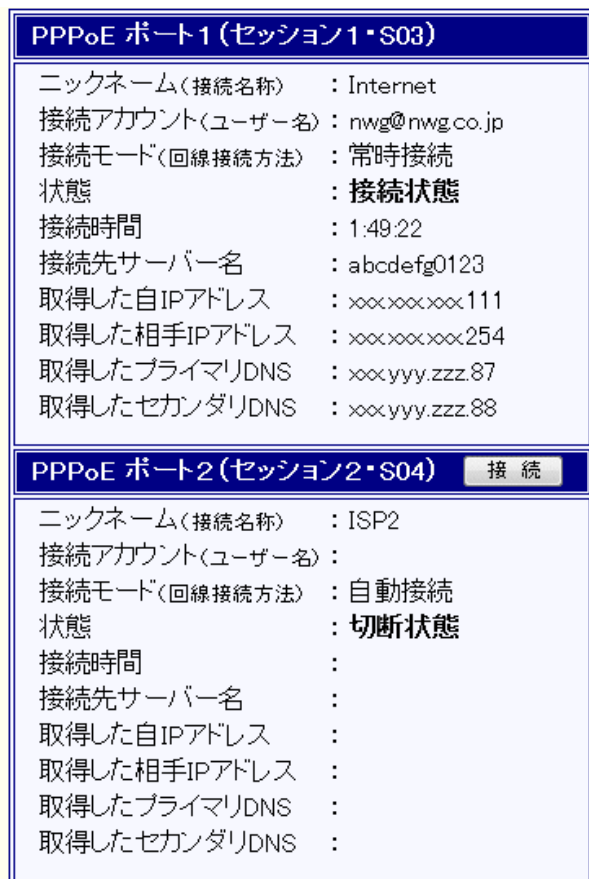 PPPoE ポート1(セッション1・S03)
ニックネーム(接続名称) : Internet
接続アカウント(ユーザー名) : nwg@nwg.co.jp
接続モード(回線接続方法) : 常時接続
状態 : 接続状態
接続時間 : 1:49:22
接続先サーバー名 : abcdefg0123
取得した自IPアドレス : xxx.xxx.xxx.111
取得した相手IPアドレス : xxx.xxx.xxx.254
取得したプライマリDNS : xxx.yyy.zzz.87
取得したセカンダリDNS : xxx.yyy.zzz.88
PPPoE ポート2(セッション2・S04) 接 続
ニックネーム(接続名称) : ISP2
接続アカウント(ユーザー名) :
接続モード(回線接続方法) : 自動接続
状態 : 切断状態
接続時間 :
接続先サーバー名 :
取得した自IPアドレス :
取得した相手IPアドレス :
取得したプライマリDNS :
取得したセカンダリDNS :